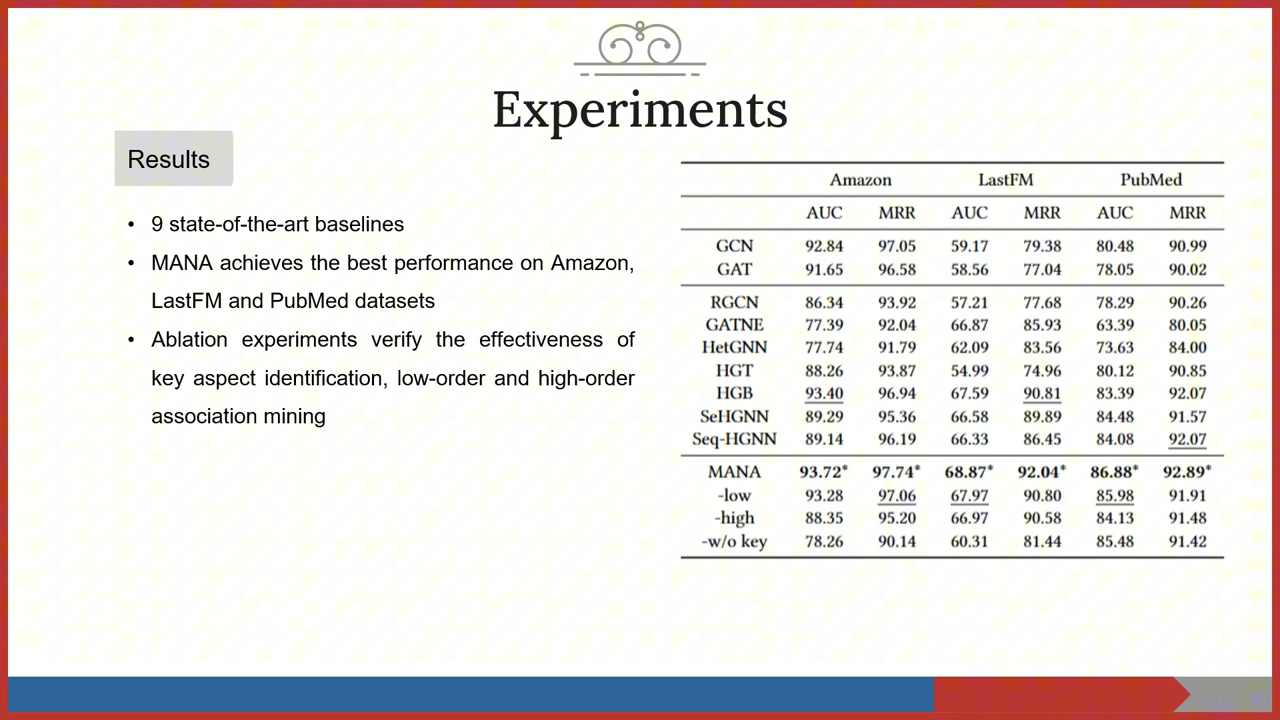 Experiments
Results
• 9 state-of-the-art baselines
• MANA achieves the best performance on Amazon,
LastFM and PubMed datasets
• Ablation experiments verify the effectiveness of
key aspect identification, low-order and high-order
association mining
Amazon LastFM PubMed
AUC MRR AUC MRR AUC MRR
GCN 92.84 97.05 59.17 79.38 80.48 90.99
GAT 91.65 96.58 58.56 77.04 78.05 90.02
RGCN 86.34 93.92 57.21 77.68 78.29 90.26
GATNE 77.39 92.04 66.87 85.93 63.39 80.05
HetGNN 77.74 91.79 62.09 83.56 73.63 84.00
HGT 88.26 93.87 54.99 74.96 80.12 90.85
HGB 93.40 96.94 67.59 90.81 83.39 92.07
SeHGNN 89.29 95.36 66.58 89.89 84.48 91.57
Seq-HGNN 89.14 96.19 66.33 86.45 84.08 92.07
MANA 93.72* 97.74* 68.87* 92.04* 86.88* 92.89*
-low 93.28 97.06 67.97 90.80 85.98 91.91
-high 88.35 95.20 66.97 90.58 84.13 91.48
-w/o key 78.26 90.14 60.31 81.44 85.48 91.42